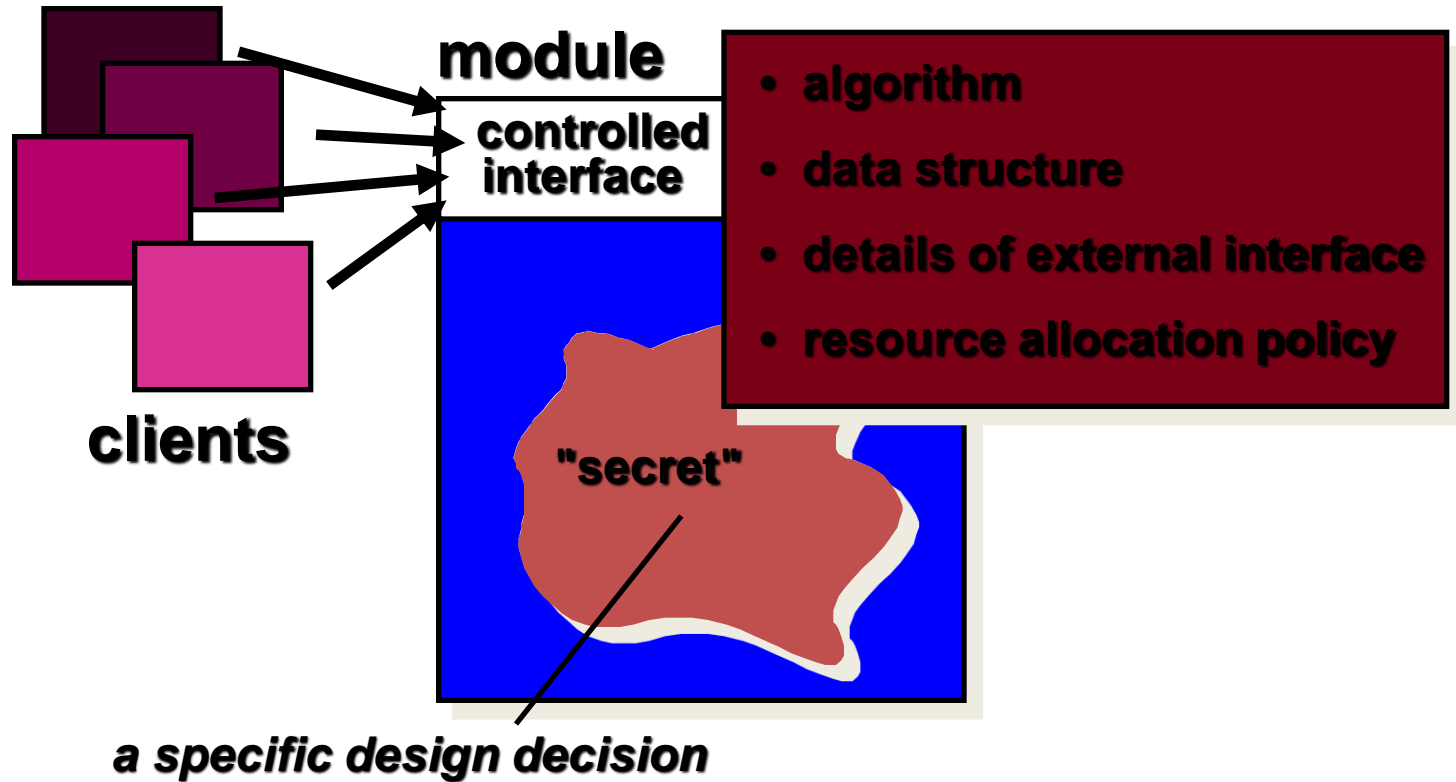 module
controlled
interface
• algorithm
• data structure
• details of external interface
• resource allocation policy
clients
"secret"
a specific design decision